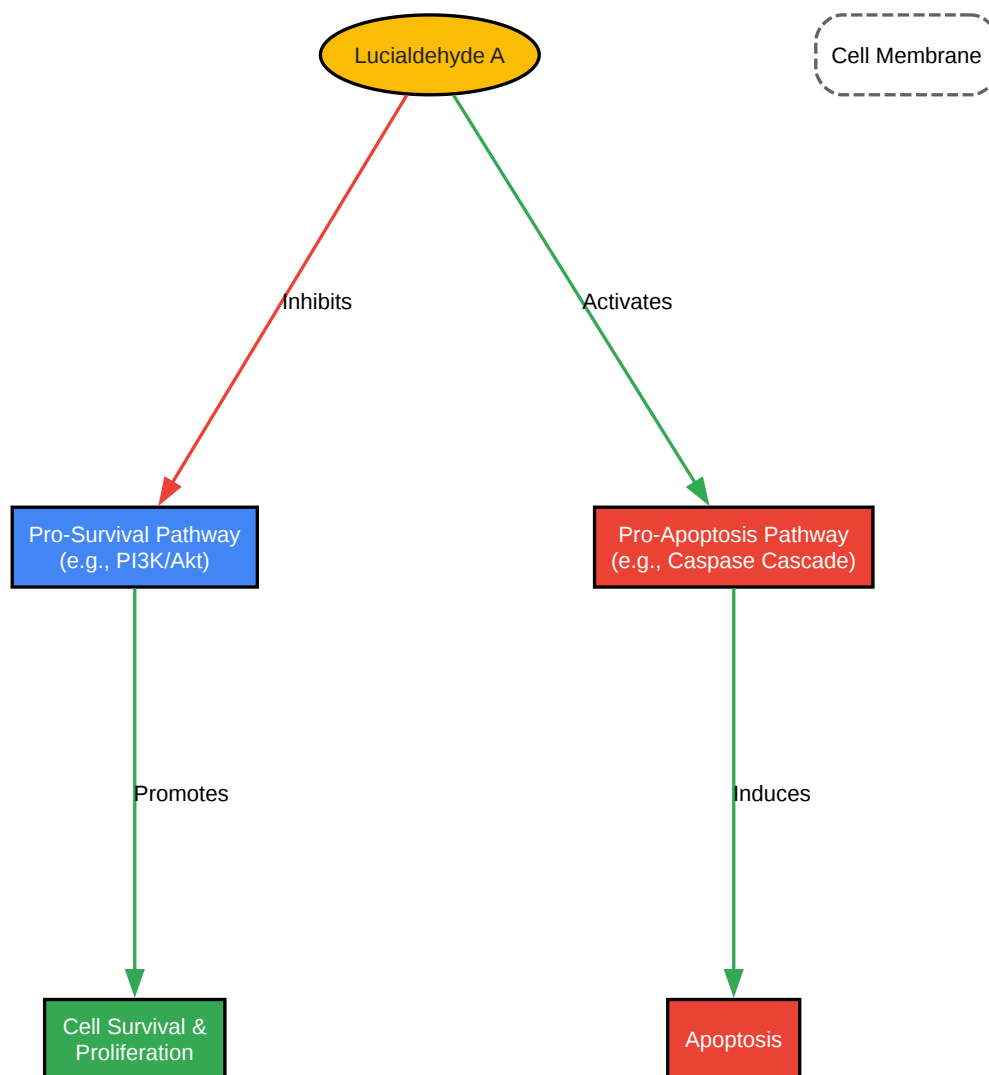 Lucialdehyde A
Cell Membrane
Inhibits
Activates
Pro-Survival Pathway
(e.g., PI3K/Akt)
Pro-Apoptosis Pathway
(e.g., Caspase Cascade)
Promotes
Induces
Cell Survival &
Proliferation
Apoptosis